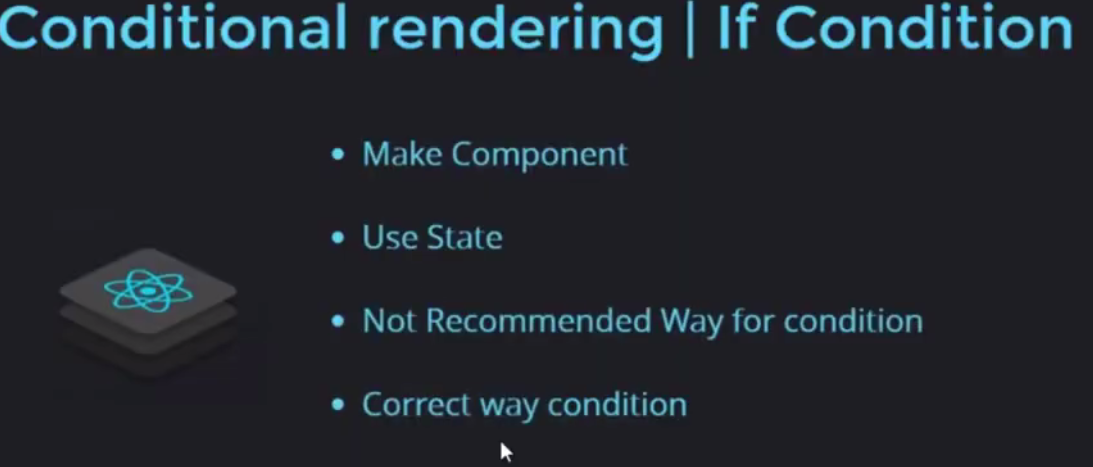 Conditional rendering | If Condition
• Make Component
• Use State
• Not Recommended Way for condition
• Correct way condition